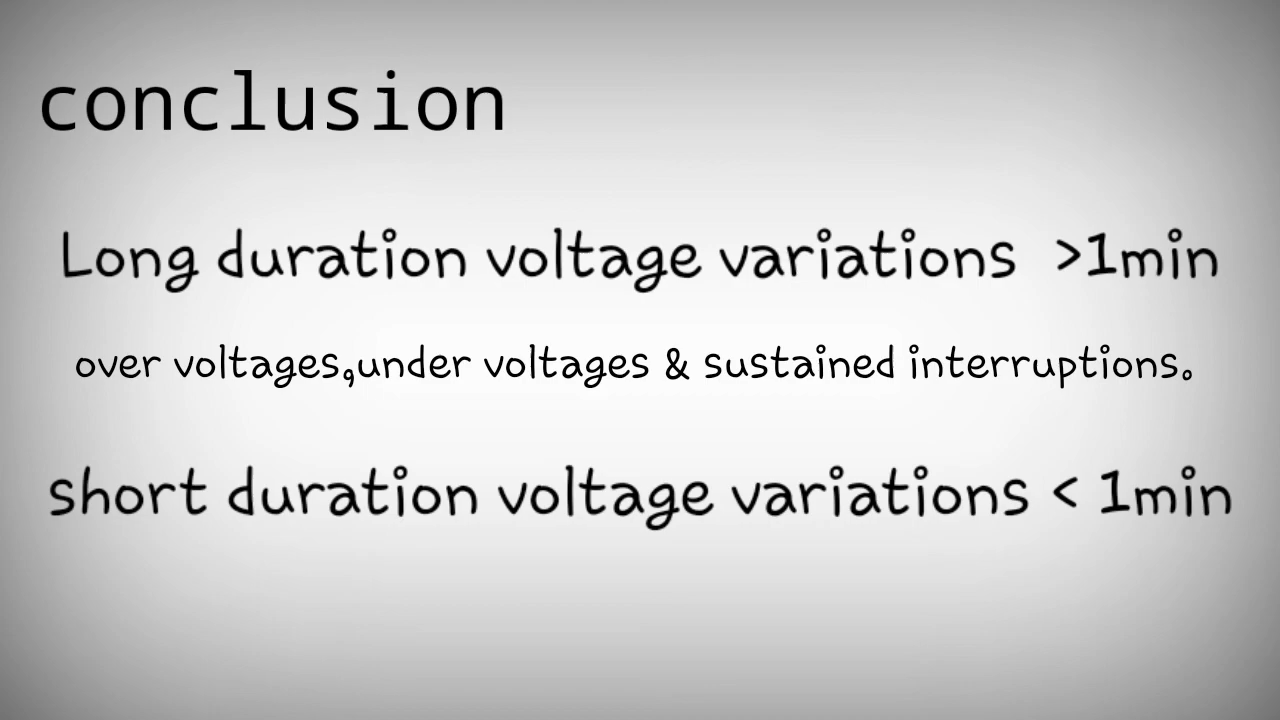 conclusion
Long duration voltage variations >1min
over voltages,under voltages & sustained interruptions.
short duration voltage variations < 1min